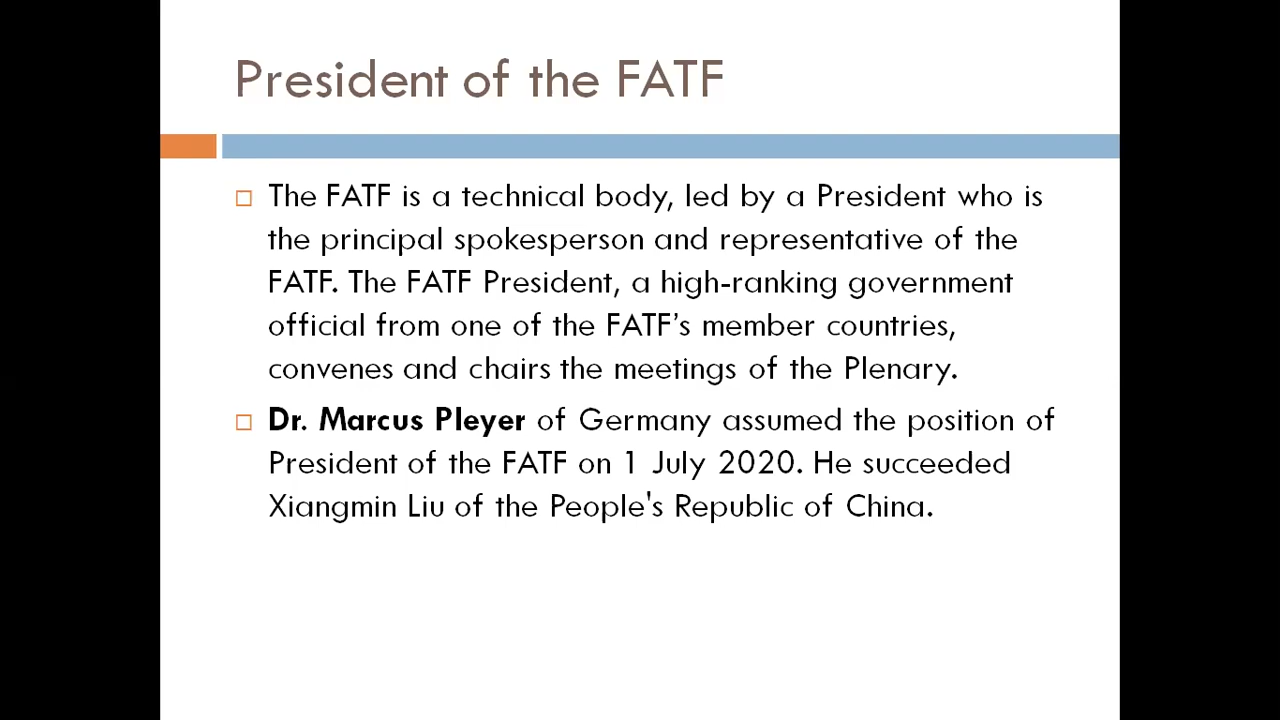 President of the FATF
The FATF is a technical body, led by a President who is
the principal spokesperson and representative of the
FATF. The FATF President, a high-ranking government
official from one of the FATF’s member countries,
convenes and chairs the meetings of the Plenary.
Dr. Marcus Pleyer of Germany assumed the position of
President of the FATF on 1 July 2020. He succeeded
Xiangmin Liu of the People's Republic of China.